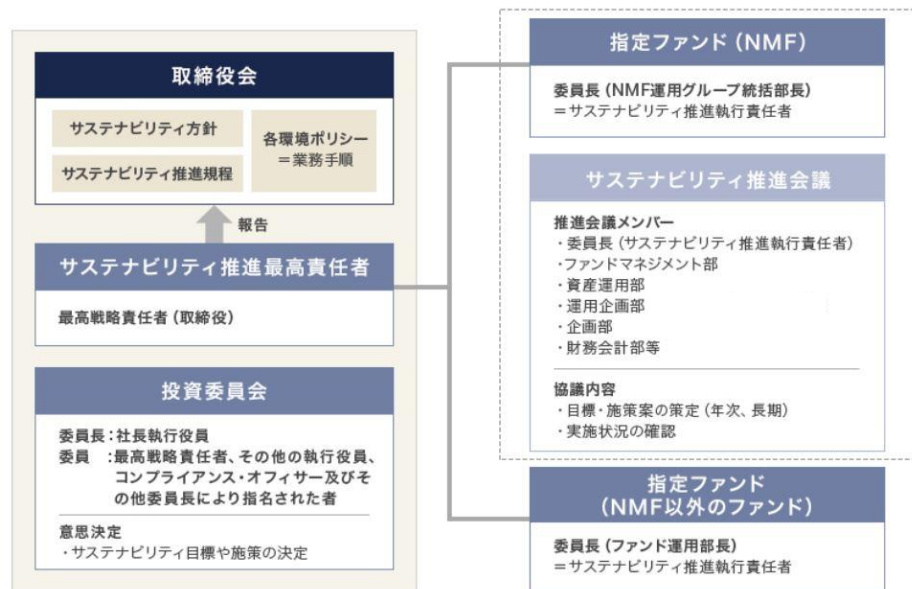 取締役会
サステナビリティ方針
サステナビリティ推進規程
各環境ポリシー
＝業務手順
報告
サステナビリティ推進最高責任者
最高戦略責任者（取締役）
投資委員会
委員長：社長執行役員
委員　：最高戦略責任者、その他の執行役員、
コンプライアンス・オフィサー及びそ
の他委員長により指名された者
意思決定
・サステナビリティ目標や施策の決定
指定ファンド（NMF）
委員長（NMF運用グループ統括部長）
＝サステナビリティ推進執行責任者
サステナビリティ推進会議
推進会議メンバー
・委員長（サステナビリティ推進執行責任者）
・ファンドマネジメント部
・資産運用部
・運用企画部
・企画部
・財務会計部等
協議内容
・目標・施策案の策定（年次、長期）
・実施状況の確認
指定ファンド
（NMF以外のファンド）
委員長（ファンド運用部長）
＝サステナビリティ推進執行責任者